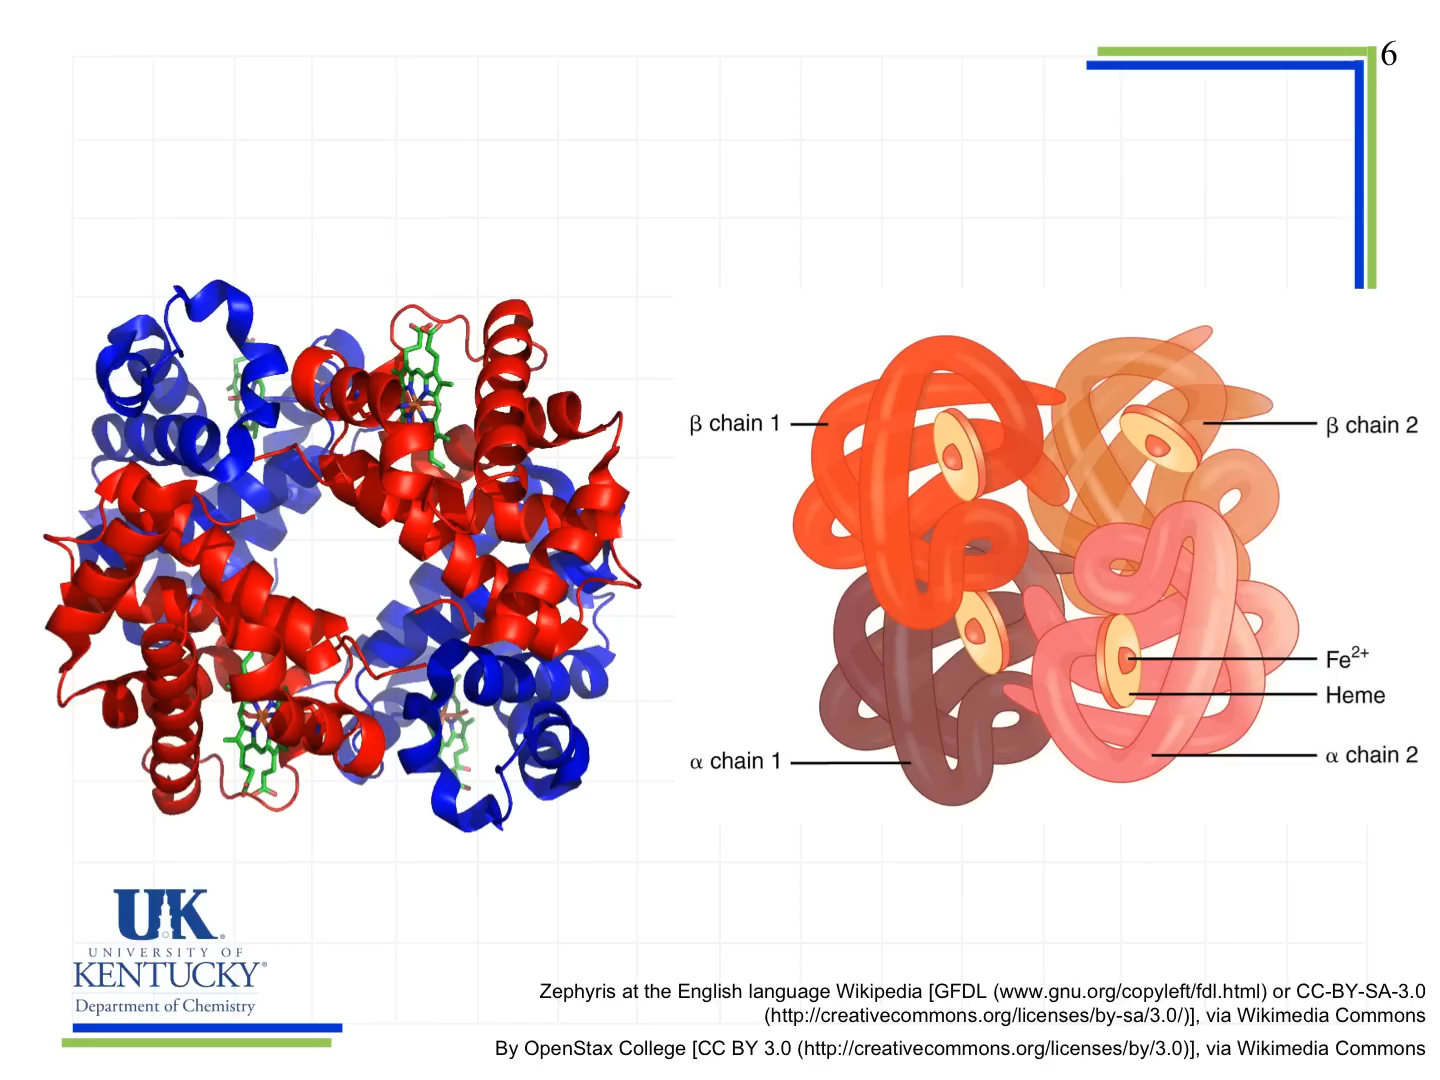 6
β chain 1
β chain 2
Fe2+
Heme
α chain 1
α chain 2
UK
UNIVERSITY OF
KENTUCKY®
Department of Chemistry
Zephyris at the English language Wikipedia [GFDL (www.gnu.org/copyleft/fdl.html) or CC-BY-SA-3.0
(http://creativecommons.org/licenses/by-sa/3.0/)], via Wikimedia Commons
By OpenStax College [CC BY 3.0 (http://creativecommons.org/licenses/by/3.0)], via Wikimedia Commons